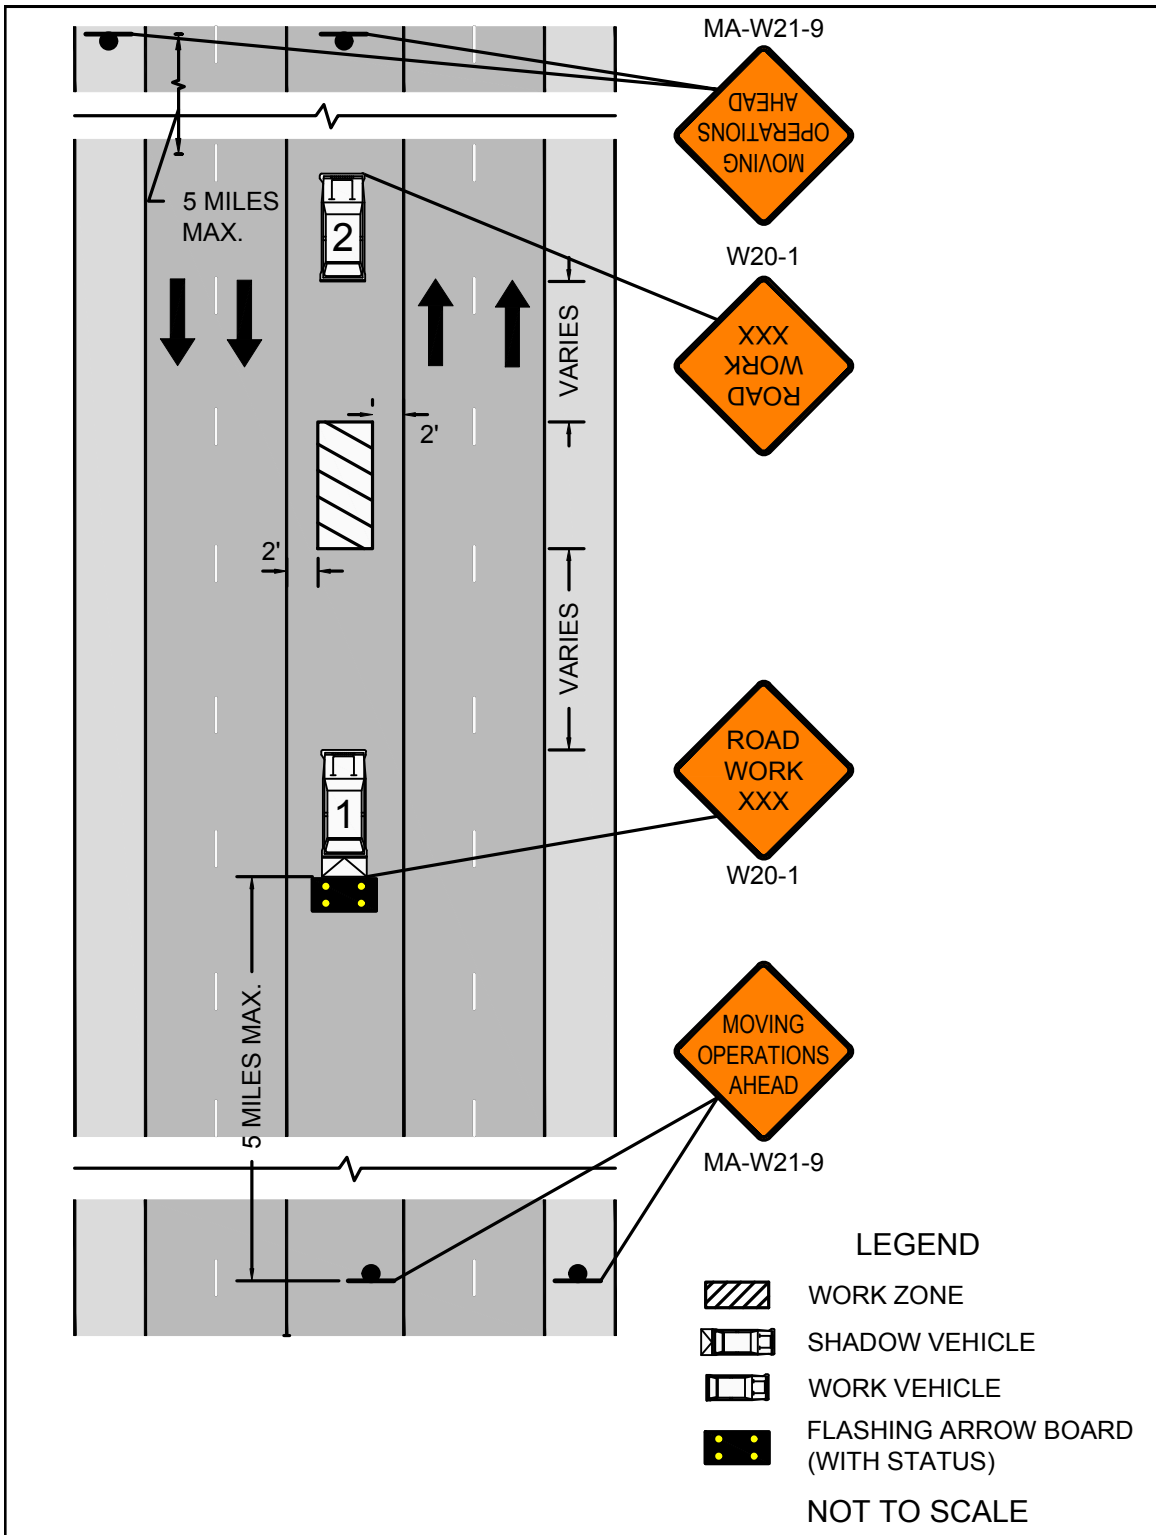 MA-W21-9
MOVING
OPERATIONS
AHEAD
5 MILES
MAX.
2
W20-1
ROAD
WORK
XXX
VARIES
2'
2'
VARIES
1
ROAD
WORK
XXX
W20-1
5 MILES MAX.
MOVING
OPERATIONS
AHEAD
MA-W21-9
LEGEND
WORK ZONE
SHADOW VEHICLE
WORK VEHICLE
FLASHING ARROW BOARD
(WITH STATUS)
NOT TO SCALE